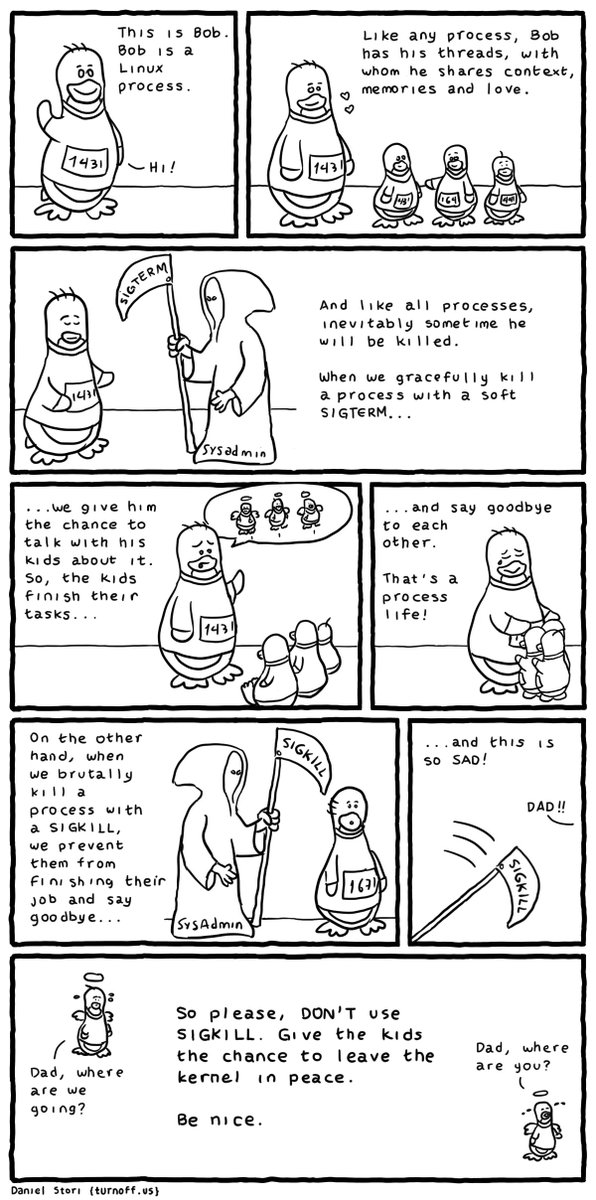 This is Bob.
Bob is a
Linux
process.
1431
Hi!
Like any process, Bob
has his threads, with
whom he shares context,
memories and love.
1431
164
SIGTERM
1431
sysadmin
And like all processes,
inevitably sometime he
will be killed.
When we gracefully kill
a process with a soft
SIGTERM...
...we give him
the chance to
talk with his
kids about it.
So, the kids
finish their
tasks...
1431
...and say goodbye
to each
other.
That's a
process
life!
On the other
hand, when
we brutally
kill a
process with
a SIGKILL,
we prevent
them from
finishing their
job and say
goodbye...
SIGKILL
1671
SysAdmin
...and this is
so SAD!
DAD!!
SIGKILL
Dad, where
are we
going?
So please, DON'T use
SIGKILL. Give the kids
the chance to leave the
kernel in peace.
Be nice.
Dad, where
are you?
Daniel Stori {turnoff.us}